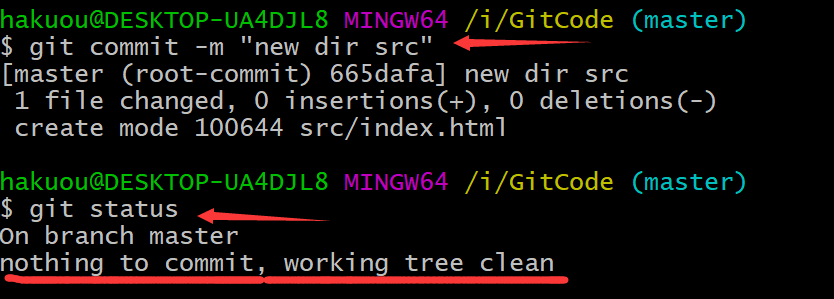 hakuou@DESKTOP-UA4DJL8 MINGW64 /i/GitCode (master)
$ git commit -m "new dir src"
[master (root-commit) 665dafa] new dir src
 1 file changed, 0 insertions(+), 0 deletions(-)
 create mode 100644 src/index.html

hakuou@DESKTOP-UA4DJL8 MINGW64 /i/GitCode (master)
$ git status
On branch master
nothing to commit, working tree clean